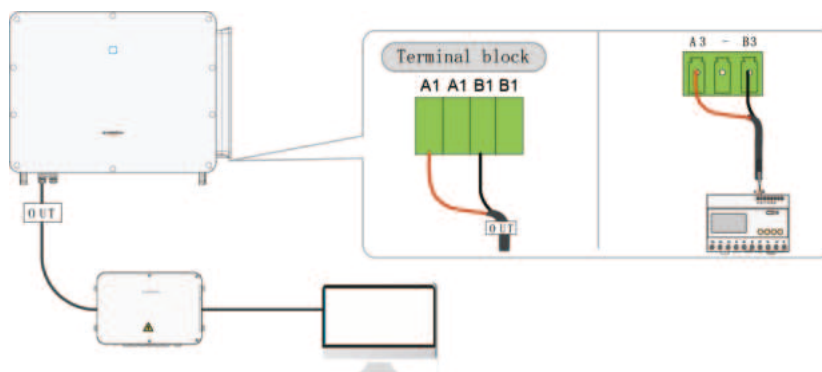 Terminal block
A1 A1 B1 B1
OUT
A3 - B3
OUT